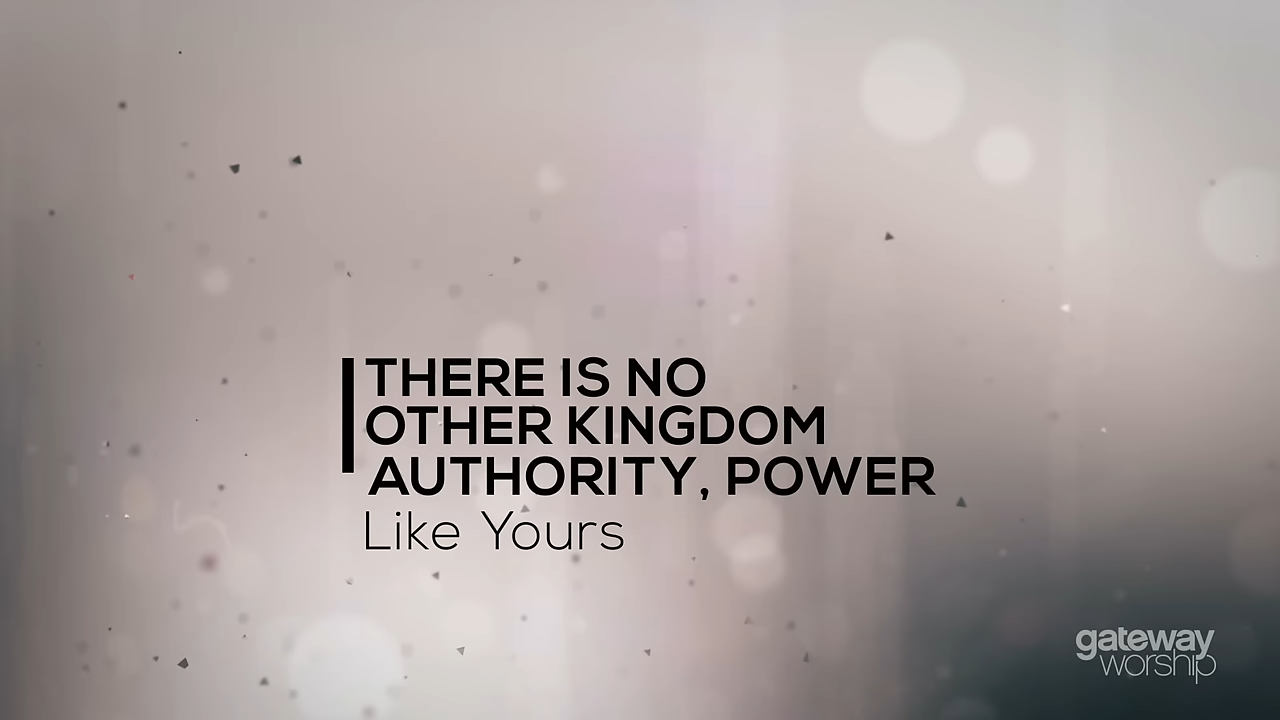 THERE IS NO
OTHER KINGDOM
AUTHORITY, POWER
Like Yours
gateway
worship